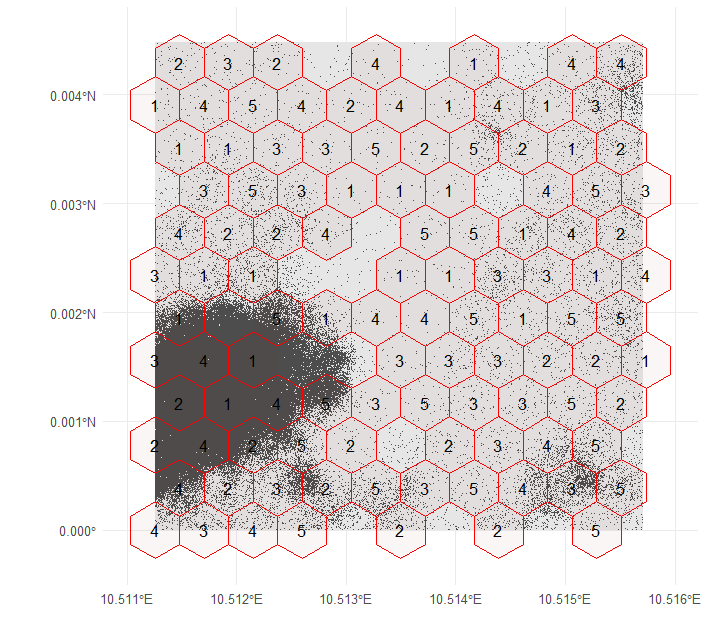 2 3 2 4 1 4 4
0.004°N
1 4 5 4 2 4 1 4 1 3
1 1 3 3 5 2 5 2 1 2
0.003°N
3 5 3 1 1 1 4 5 3
4 2 2 4 5 5 1 4 2
3 1 1 1 1 3 3 1 4
0.002°N
1 5 1 4 4 5 1 5 5
3 4 1 3 3 3 2 2 1
2 1 4 5 3 5 3 3 5 2
0.001°N
2 4 2 5 2 2 3 4 5
4 2 3 2 5 3 5 4 3 5
0.000°
4 3 4 5 2 2 5
10.511°E 10.512°E 10.513°E 10.514°E 10.515°E 10.516°E